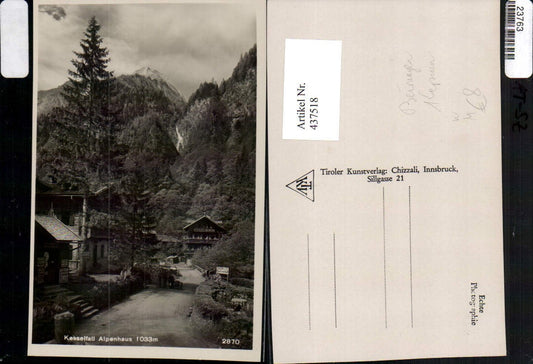 Kesselfall Alpenhaus 1033m
2870
Artikel Nr.
437518
Tiroler Kunstverlag: Chizzali, Innsbruck,
Sillgasse 21
Echte
Photographie
23763